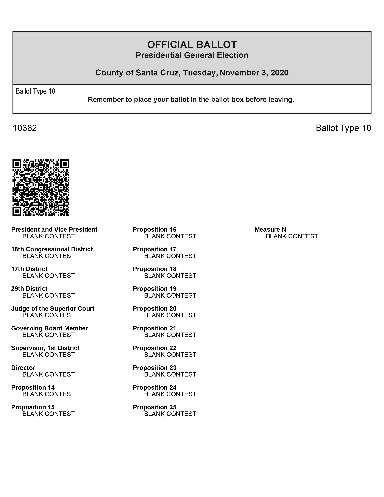 OFFICIAL BALLOT
Presidential General Election
County of Santa Cruz, Tuesday, November 3, 2020
Ballot Type 10
Remember to place your ballot in the ballot box before leaving.
10382
Ballot Type 10
President and Vice President
BLANK CONTEST
18th Congressional District
BLANK CONTEST
17th District
BLANK CONTEST
29th District
BLANK CONTEST
Judge of the Superior Court
BLANK CONTEST
Governing Board Member
BLANK CONTEST
Supervisor, 1st District
BLANK CONTEST
Director
BLANK CONTEST
Proposition 14
BLANK CONTEST
Proposition 15
BLANK CONTEST
Proposition 16
BLANK CONTEST
Proposition 17
BLANK CONTEST
Proposition 18
BLANK CONTEST
Proposition 19
BLANK CONTEST
Proposition 20
BLANK CONTEST
Proposition 21
BLANK CONTEST
Proposition 22
BLANK CONTEST
Proposition 23
BLANK CONTEST
Proposition 24
BLANK CONTEST
Proposition 25
BLANK CONTEST
Measure N
BLANK CONTEST